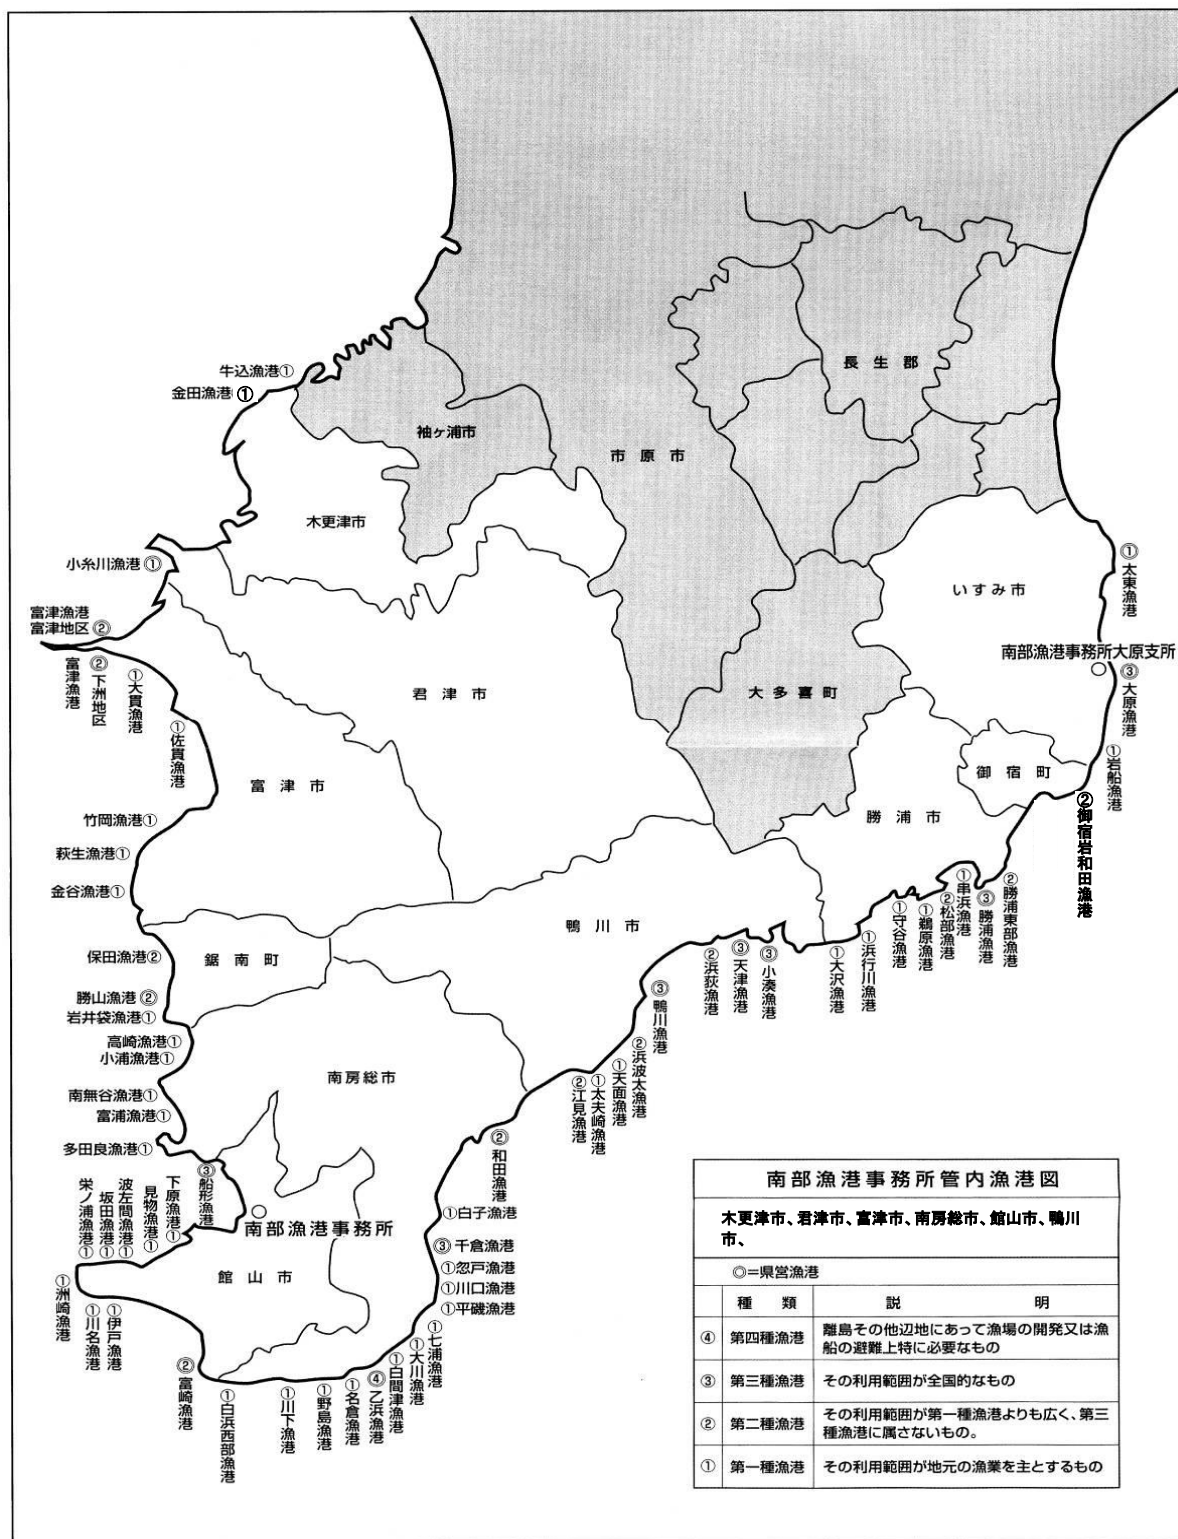 牛込漁港①
金田漁港①
袖ヶ浦市
長生郡
市原市
木更津市
小糸川漁港①
富津漁港
富津地区②
富津漁港
②下洲地区
①大貫漁港
①佐貫漁港
君津市
富津市
いすみ市
①太東漁港
南部漁港事務所大原支所
③大原漁港
①岩船漁港
大多喜町
御宿町
②御宿岩和田漁港
勝浦市
竹岡漁港①
萩生漁港①
金谷漁港①
保田漁港②
勝山漁港②
岩井袋漁港①
高崎漁港①
小浦漁港①
南無谷漁港①
富浦漁港①
多田良漁港①
鋸南町
鴨川市
南房総市
②勝浦東部漁港
③勝浦漁港
①串浜漁港
②松部漁港
①鵜原漁港
①守谷漁港
①浜行川漁港
①大沢漁港
③小湊漁港
③天津漁港
②浜荻漁港
③鴨川漁港
②浜波太漁港
①天面漁港
①太夫崎漁港
②江見漁港
②和田漁港
①白子漁港
③千倉漁港
①忽戸漁港
①川口漁港
①平磯漁港
①七浦漁港
①大川漁港
①白間津漁港
④乙浜漁港
①名倉漁港
①野島漁港
①川下漁港
①白浜西部漁港
②富崎漁港
①伊戸漁港
①川名漁港
①洲崎漁港
栄ノ浦漁港①
坂田漁港①
波左間漁港①
見物漁港①
下原漁港①
③船形漁港
南部漁港事務所
館山市
南部漁港事務所管内漁港図
木更津市、君津市、富津市、南房総市、館山市、鴨川
市、
◎=県営漁港
種類 説明
④ 第四種漁港 離島その他辺地にあって漁場の開発又は漁
船の避難上特に必要なもの
③ 第三種漁港 その利用範囲が全国的なもの
② 第二種漁港 その利用範囲が第一種漁港よりも広く、第三
種漁港に属さないもの。
① 第一種漁港 その利用範囲が地元の漁業を主とするもの